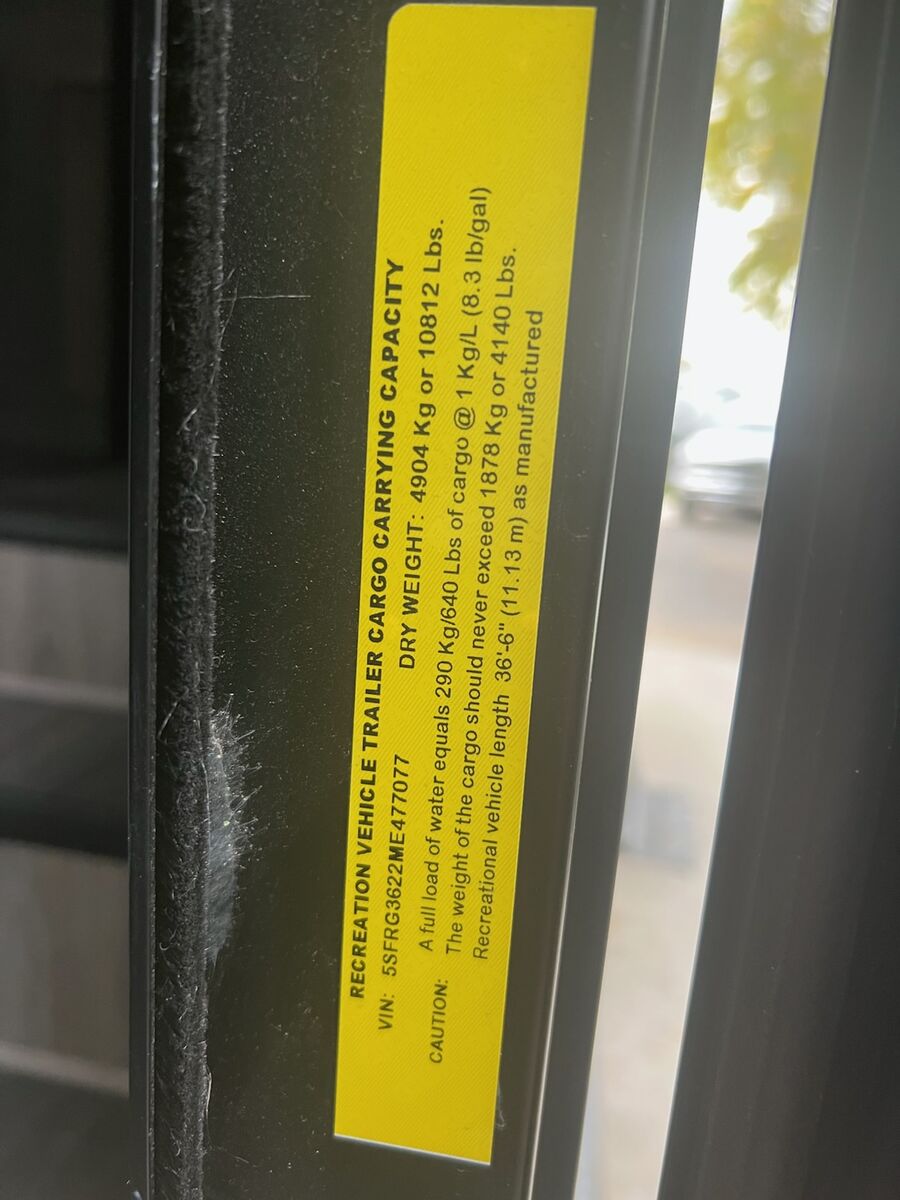 RECREATION VEHICLE TRAILER CARGO CARRYING CAPACITY
VIN: 5SFRG3622ME477077 DRY WEIGHT: 4904 Kg or 10812 Lbs.
A full load of water equals 290 Kg/640 Lbs of cargo @ 1 Kg/L (8.3 lb/gal)
CAUTION: The weight of the cargo should never exceed 1878 Kg or 4140 Lbs.
Recreational vehicle length 36'-6" (11.13 m) as manufactured